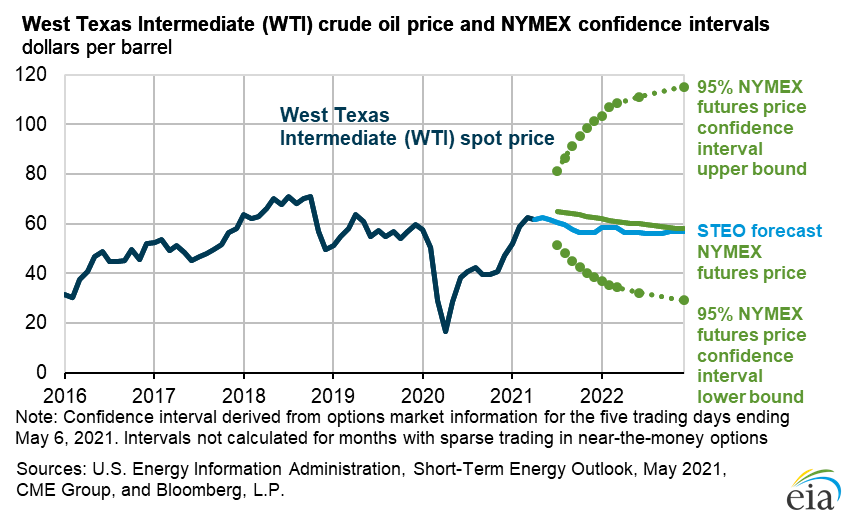 West Texas Intermediate (WTI) crude oil price and NYMEX confidence intervals
dollars per barrel
120
100
80
60
40
20
0
West Texas
Intermediate (WTI) spot price
95% NYMEX
futures price
confidence
interval
upper bound
STEO forecast
NYMEX
futures price
95% NYMEX
futures price
confidence
interval
lower bound
2016 2017 2018 2019 2020 2021 2022
Note: Confidence interval derived from options market information for the five trading days ending
May 6, 2021. Intervals not calculated for months with sparse trading in near-the-money options
Sources: U.S. Energy Information Administration, Short-Term Energy Outlook, May 2021,
CME Group, and Bloomberg, L.P.
eia